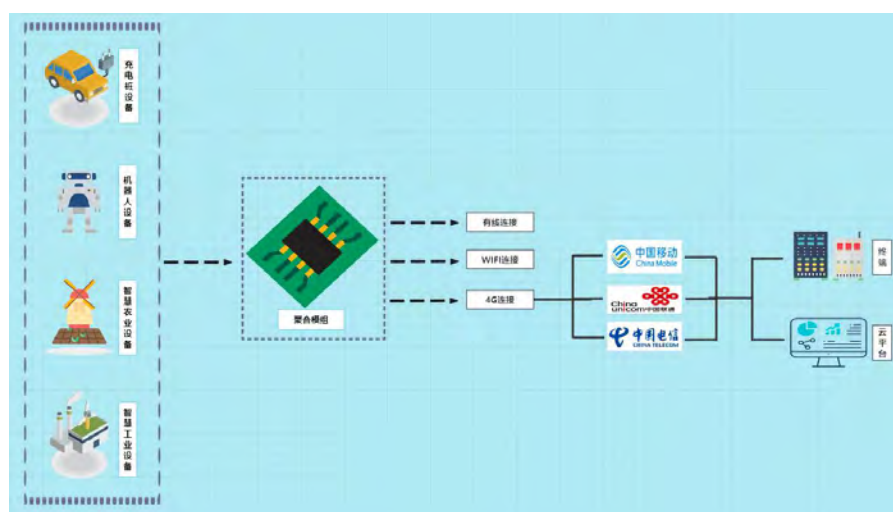 充电桩设备
机器人设备
智慧农业设备
智慧工业设备
聚合模组
有线连接
WIFI连接
4G连接
中国移动
China Mobile
China
unicom中国联通
中国电信
CHINA TELECOM
终端
云平台